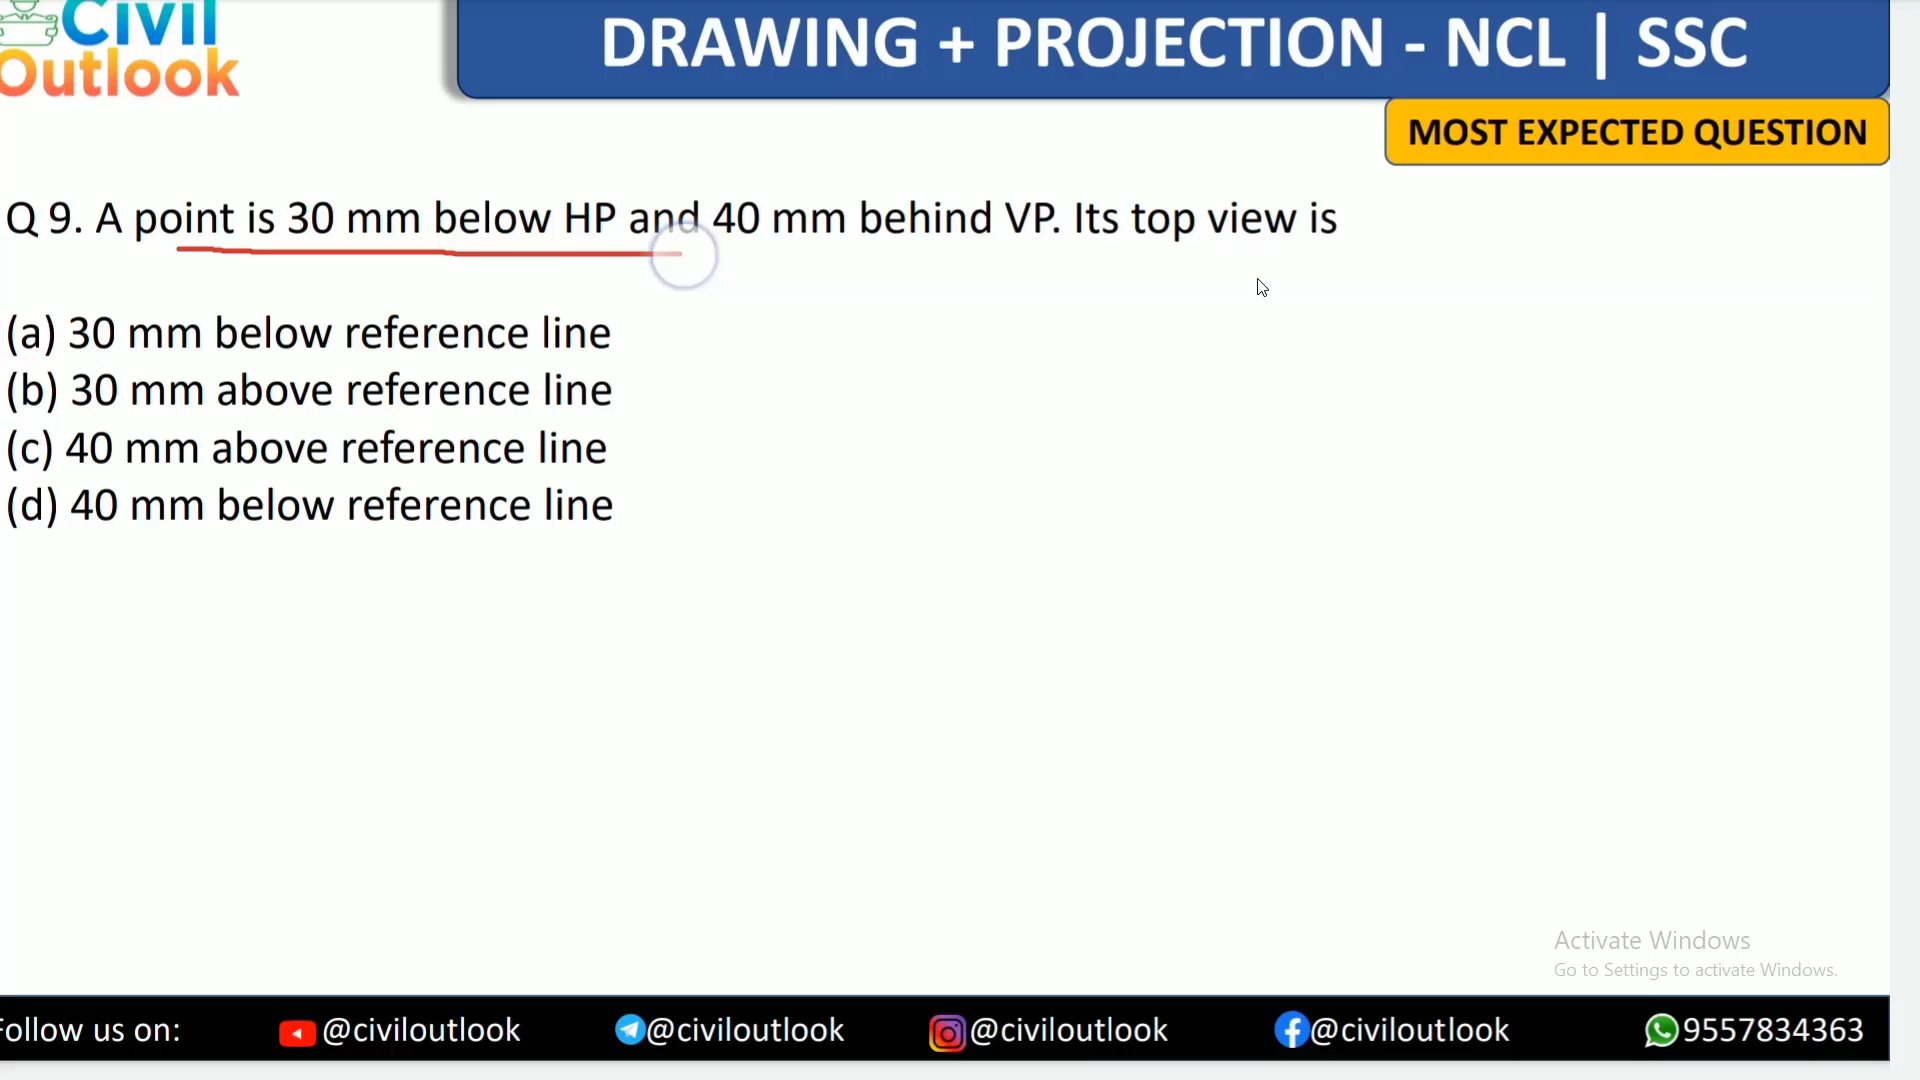 Civil
Outlook
DRAWING + PROJECTION - NCL | SSC
MOST EXPECTED QUESTION
Q 9. A point is 30 mm below HP and 40 mm behind VP. Its top view is
(a) 30 mm below reference line
(b) 30 mm above reference line
(c) 40 mm above reference line
(d) 40 mm below reference line
Activate Windows
Go to Settings to activate Windows.
Follow us on: @civiloutlook @civiloutlook @civiloutlook @civiloutlook 9557834363